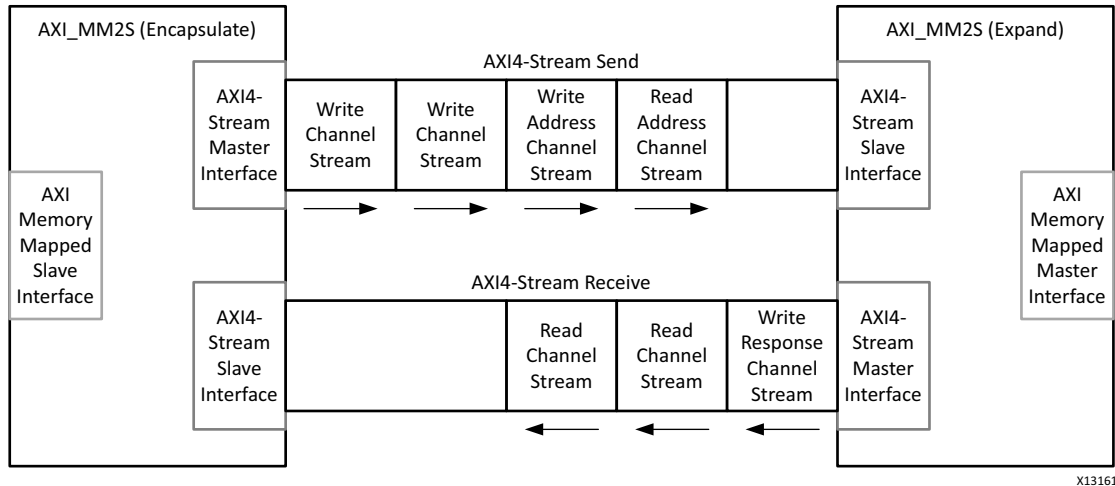 AXI_MM2S (Encapsulate)
AXI_MM2S (Expand)
AXI4-Stream Send
AXI4-
Stream
Master
Interface
Write
Channel
Stream
Write
Channel
Stream
Write
Address
Channel
Stream
Read
Address
Channel
Stream
AXI4-
Stream
Slave
Interface
AXI
Memory
Mapped
Slave
Interface
AXI
Memory
Mapped
Master
Interface
AXI4-Stream Receive
AXI4-
Stream
Slave
Interface
Read
Channel
Stream
Read
Channel
Stream
Write
Response
Channel
Stream
AXI4-
Stream
Master
Interface
X13161